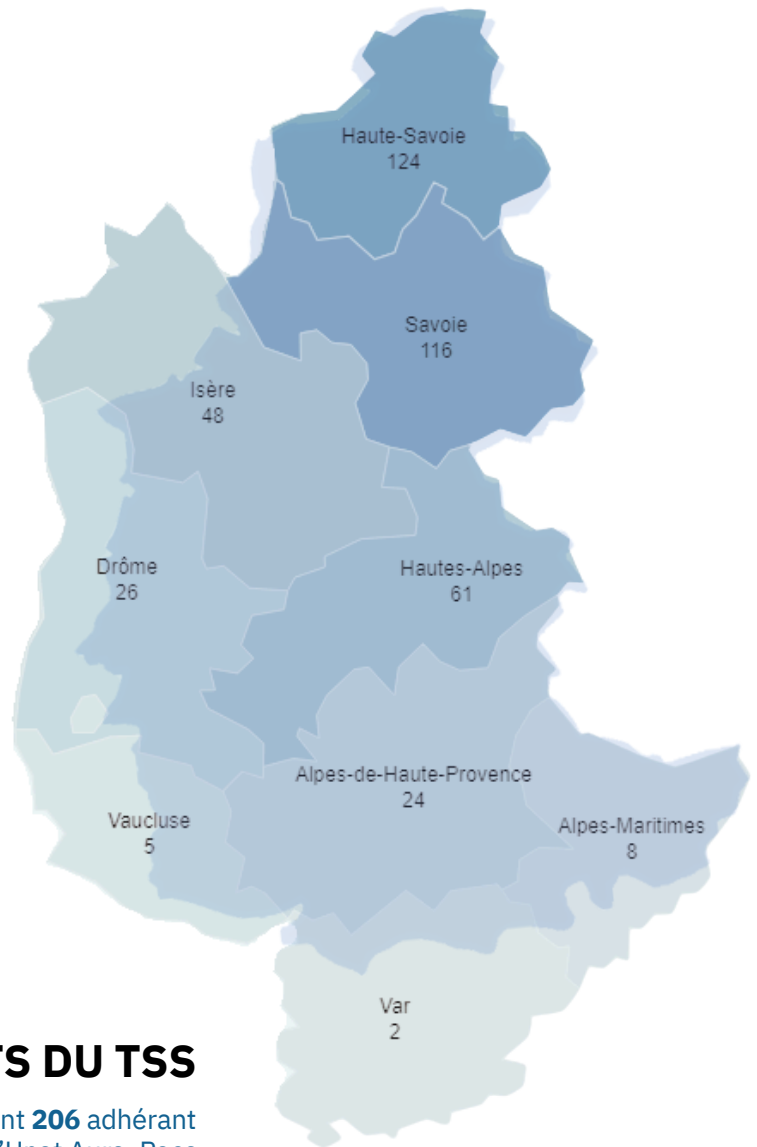 Haute-Savoie
124
Savoie
116
Isère
48
Drôme
26
Hautes-Alpes
61
Alpes-de-Haute-Provence
24
Vaucluse
5
Alpes-Maritimes
8
Var
2
TS DU TSS
nt 206 adhérant